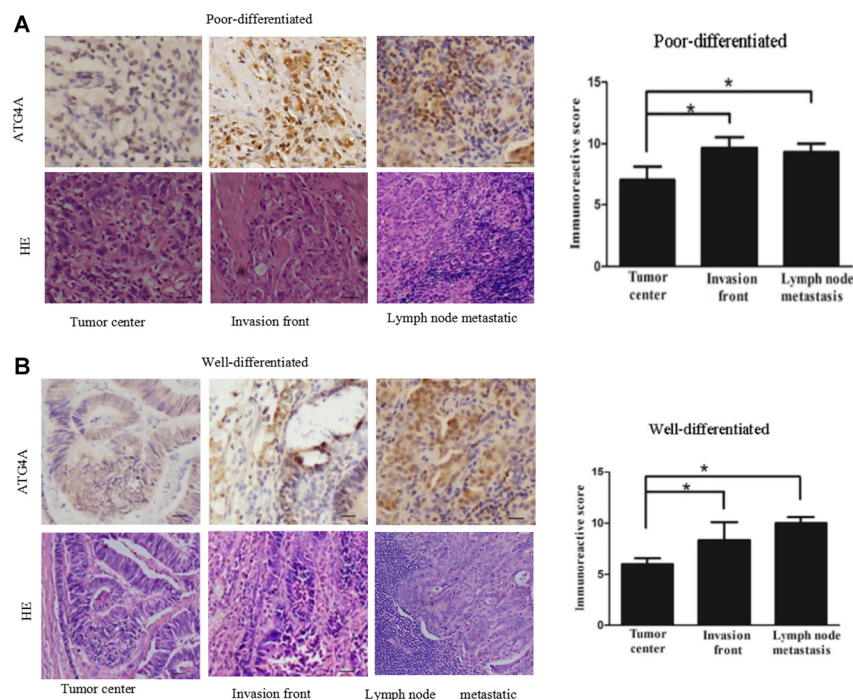 A
Poor-differentiated
ATG4A
HE
Tumor center
Invasion front
Lymph node metastatic
Poor-differentiated
Immunoreactive score
15
10
5
0
*
*
Tumor
center
Invasion
front
Lymph node
metastasis
B
Well-differentiated
ATG4A
HE
Tumor center
Invasion front
Lymph node metastatic
Well-differentiated
Immunoreactive score
15
10
5
0
*
*
Tumor
center
Invasion
front
Lymph node
metastasis